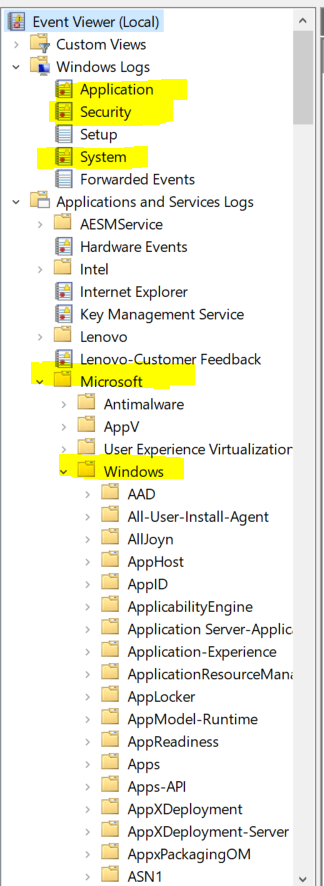 Event Viewer (Local)
Custom Views
Windows Logs
Application
Security
Setup
System
Forwarded Events
Applications and Services Logs
AESMService
Hardware Events
Intel
Internet Explorer
Key Management Service
Lenovo
Lenovo-Customer Feedback
Microsoft
Antimalware
AppV
User Experience Virtualization
Windows
AAD
All-User-Install-Agent
AllJoyn
AppHost
AppID
ApplicabilityEngine
Application Server-Applic
Application-Experience
ApplicationResourceMana
AppLocker
AppModel-Runtime
AppReadiness
Apps
Apps-API
AppXDeployment
AppXDeployment-Server
AppxPackagingOM
ASN1